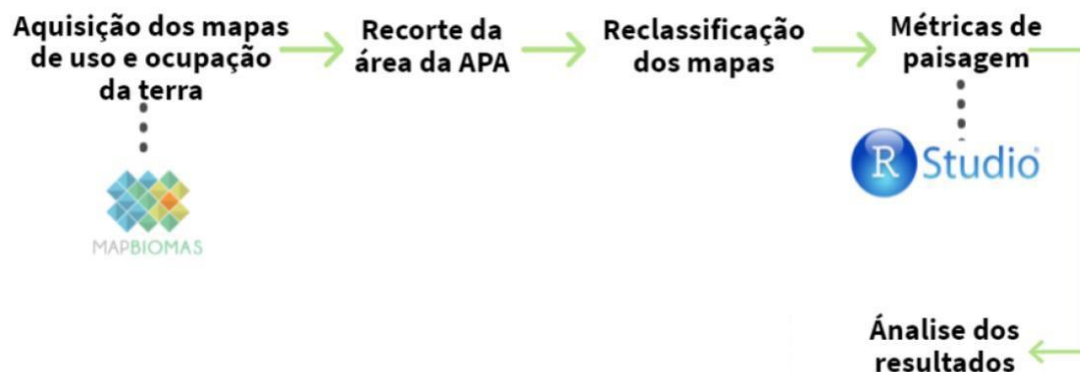 Aquisição dos mapas
de uso e ocupação
da terra
Recorte da
área da APA
Reclassificação
dos mapas
Métricas de
paisagem
MAPBIOMAS
R Studio®
Ánalise dos
resultados